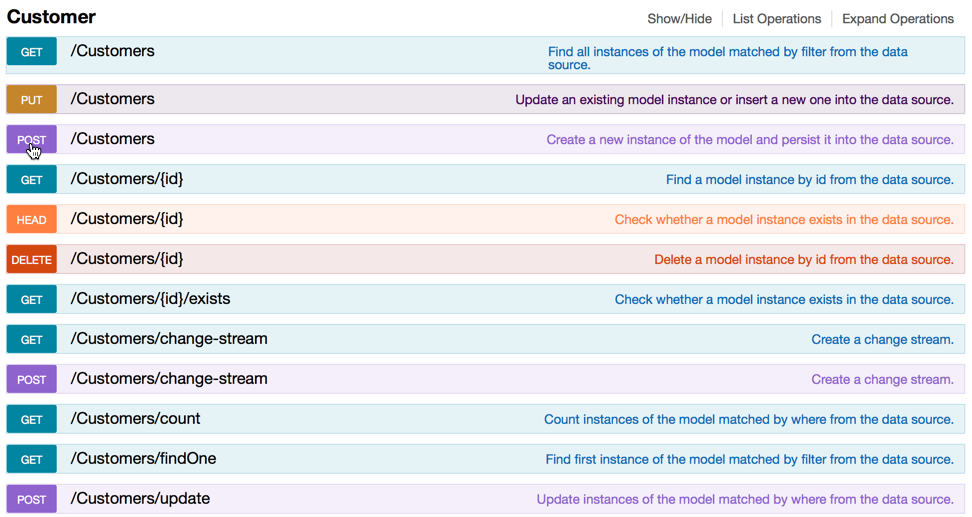 Customer
Show/Hide List Operations Expand Operations
GET /Customers Find all instances of the model matched by filter from the data
source.
PUT /Customers Update an existing model instance or insert a new one into the data source.
POST /Customers Create a new instance of the model and persist it into the data source.
GET /Customers/{id} Find a model instance by id from the data source.
HEAD /Customers/{id} Check whether a model instance exists in the data source.
DELETE /Customers/{id} Delete a model instance by id from the data source.
GET /Customers/{id}/exists Check whether a model instance exists in the data source.
GET /Customers/change-stream Create a change stream.
POST /Customers/change-stream Create a change stream.
GET /Customers/count Count instances of the model matched by where from the data source.
GET /Customers/findOne Find first instance of the model matched by filter from the data source.
POST /Customers/update Update instances of the model matched by where from the data source.